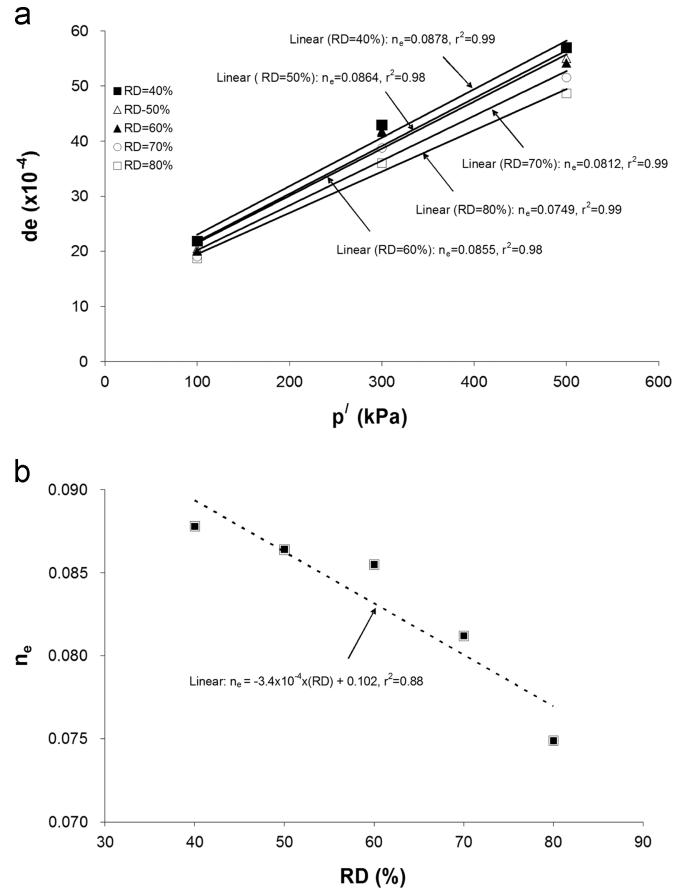 a
60
50
40
30
20
10
0
de (x10⁻⁴)
RD=40%
RD-50%
RD=60%
RD=70%
RD=80%
Linear (RD=40%): nₑ=0.0878, r²=0.99
Linear ( RD=50%): nₑ=0.0864, r²=0.98
Linear (RD=70%): nₑ=0.0812, r²=0.99
Linear (RD=80%): nₑ=0.0749, r²=0.99
Linear (RD=60%): nₑ=0.0855, r²=0.98
0 100 200 300 400 500 600
p′ (kPa)
b
0.090
0.085
0.080
0.075
0.070
nₑ
Linear: nₑ = -3.4x10⁻⁴x(RD) + 0.102, r²=0.88
30 40 50 60 70 80 90
RD (%)